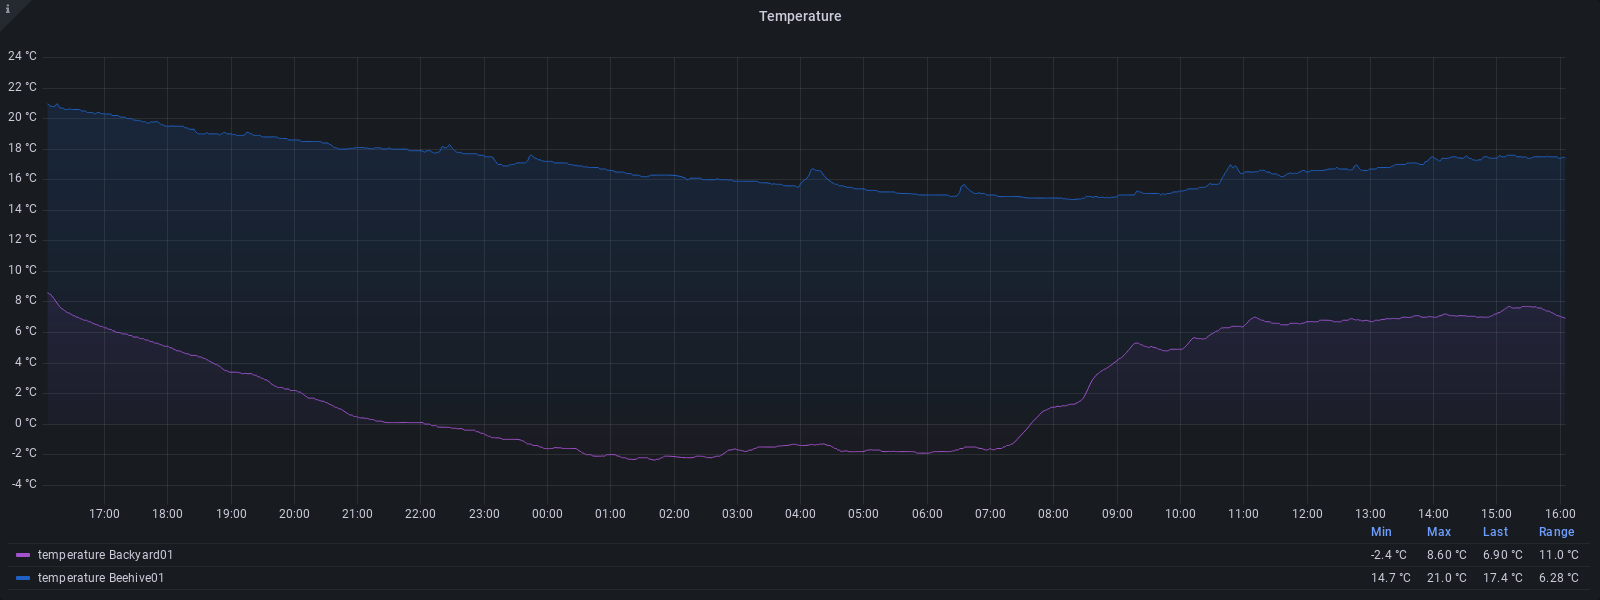 i
Temperature
24 °C
22 °C
20 °C
18 °C
16 °C
14 °C
12 °C
10 °C
8 °C
6 °C
4 °C
2 °C
0 °C
-2 °C
-4 °C
17:00 18:00 19:00 20:00 21:00 22:00 23:00 00:00 01:00 02:00 03:00 04:00 05:00 06:00 07:00 08:00 09:00 10:00 11:00 12:00 13:00 14:00 15:00 16:00
Min Max Last Range
temperature Backyard01 -2.4 °C 8.60 °C 6.90 °C 11.0 °C
temperature Beehive01 14.7 °C 21.0 °C 17.4 °C 6.28 °C